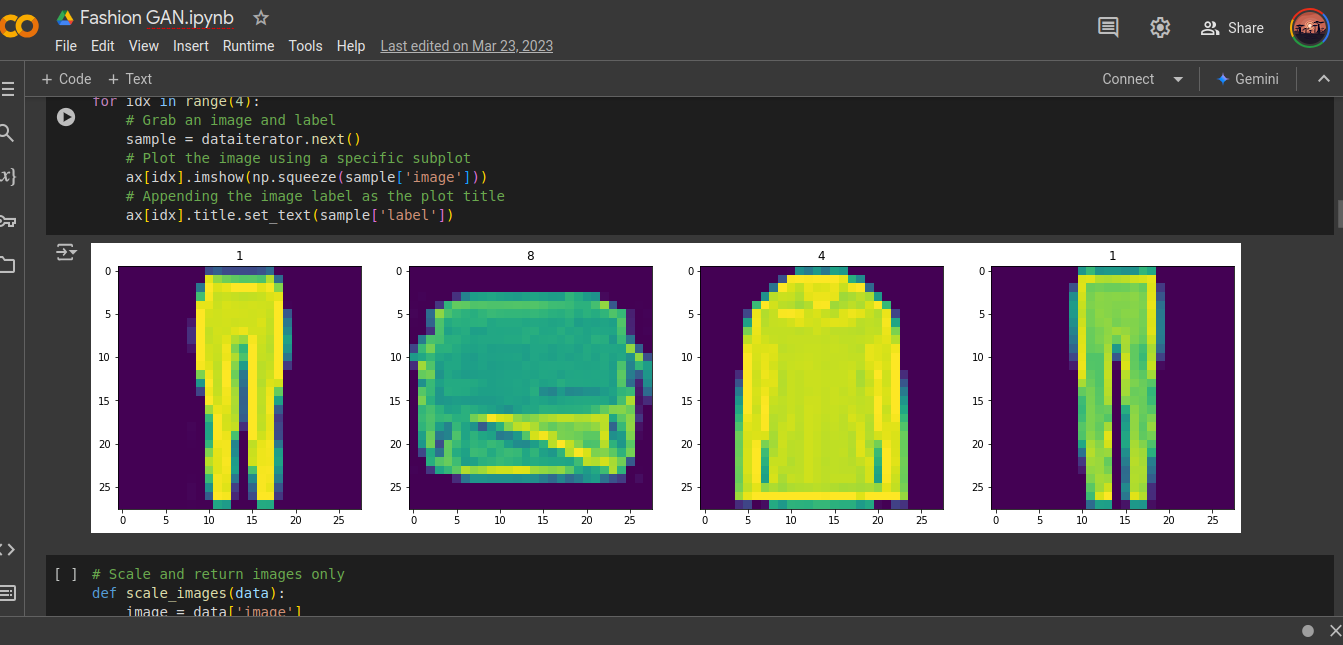 Fashion GAN.ipynb
File Edit View Insert Runtime Tools Help Last edited on Mar 23, 2023
Share
+ Code + Text
Connect
Gemini
for idx in range(4):
# Grab an image and label
sample = dataiterator.next()
# Plot the image using a specific subplot
ax[idx].imshow(np.squeeze(sample['image']))
# Appending the image label as the plot title
ax[idx].title.set_text(sample['label'])
{x}
1 8 4 1
0 0 0 0
5 5 5 5
10 10 10 10
15 15 15 15
20 20 20 20
25 25 25 25
0 5 10 15 20 25 0 5 10 15 20 25 0 5 10 15 20 25 0 5 10 15 20 25
[ ] # Scale and return images only
def scale_images(data):
image = data['image']